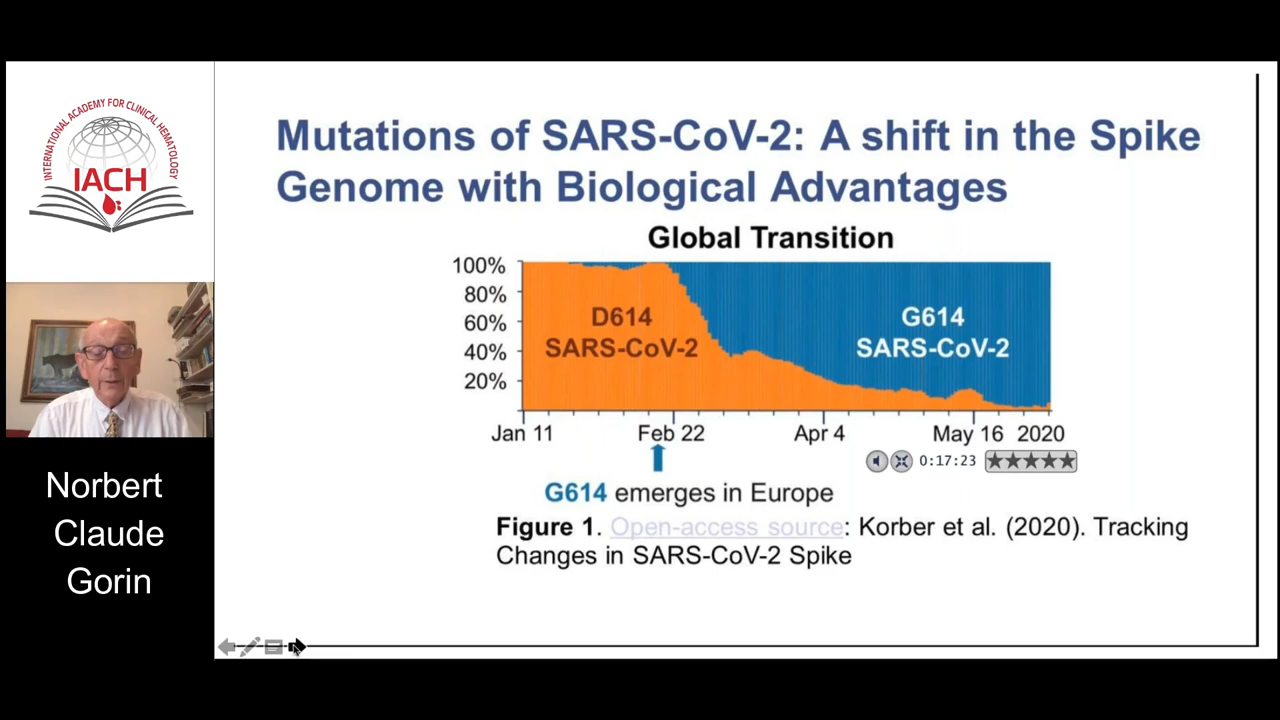 INTERNATIONAL ACADEMY FOR CLINICAL HEMATOLOGY
IACH
Norbert
Claude
Gorin
Mutations of SARS-CoV-2: A shift in the Spike
Genome with Biological Advantages
Global Transition
100%
80%
60%
40%
20%
D614
SARS-CoV-2
G614
SARS-CoV-2
Jan 11 Feb 22 Apr 4 May 16 2020
0:17:23
G614 emerges in Europe
Figure 1. Open-access source: Korber et al. (2020). Tracking
Changes in SARS-CoV-2 Spike